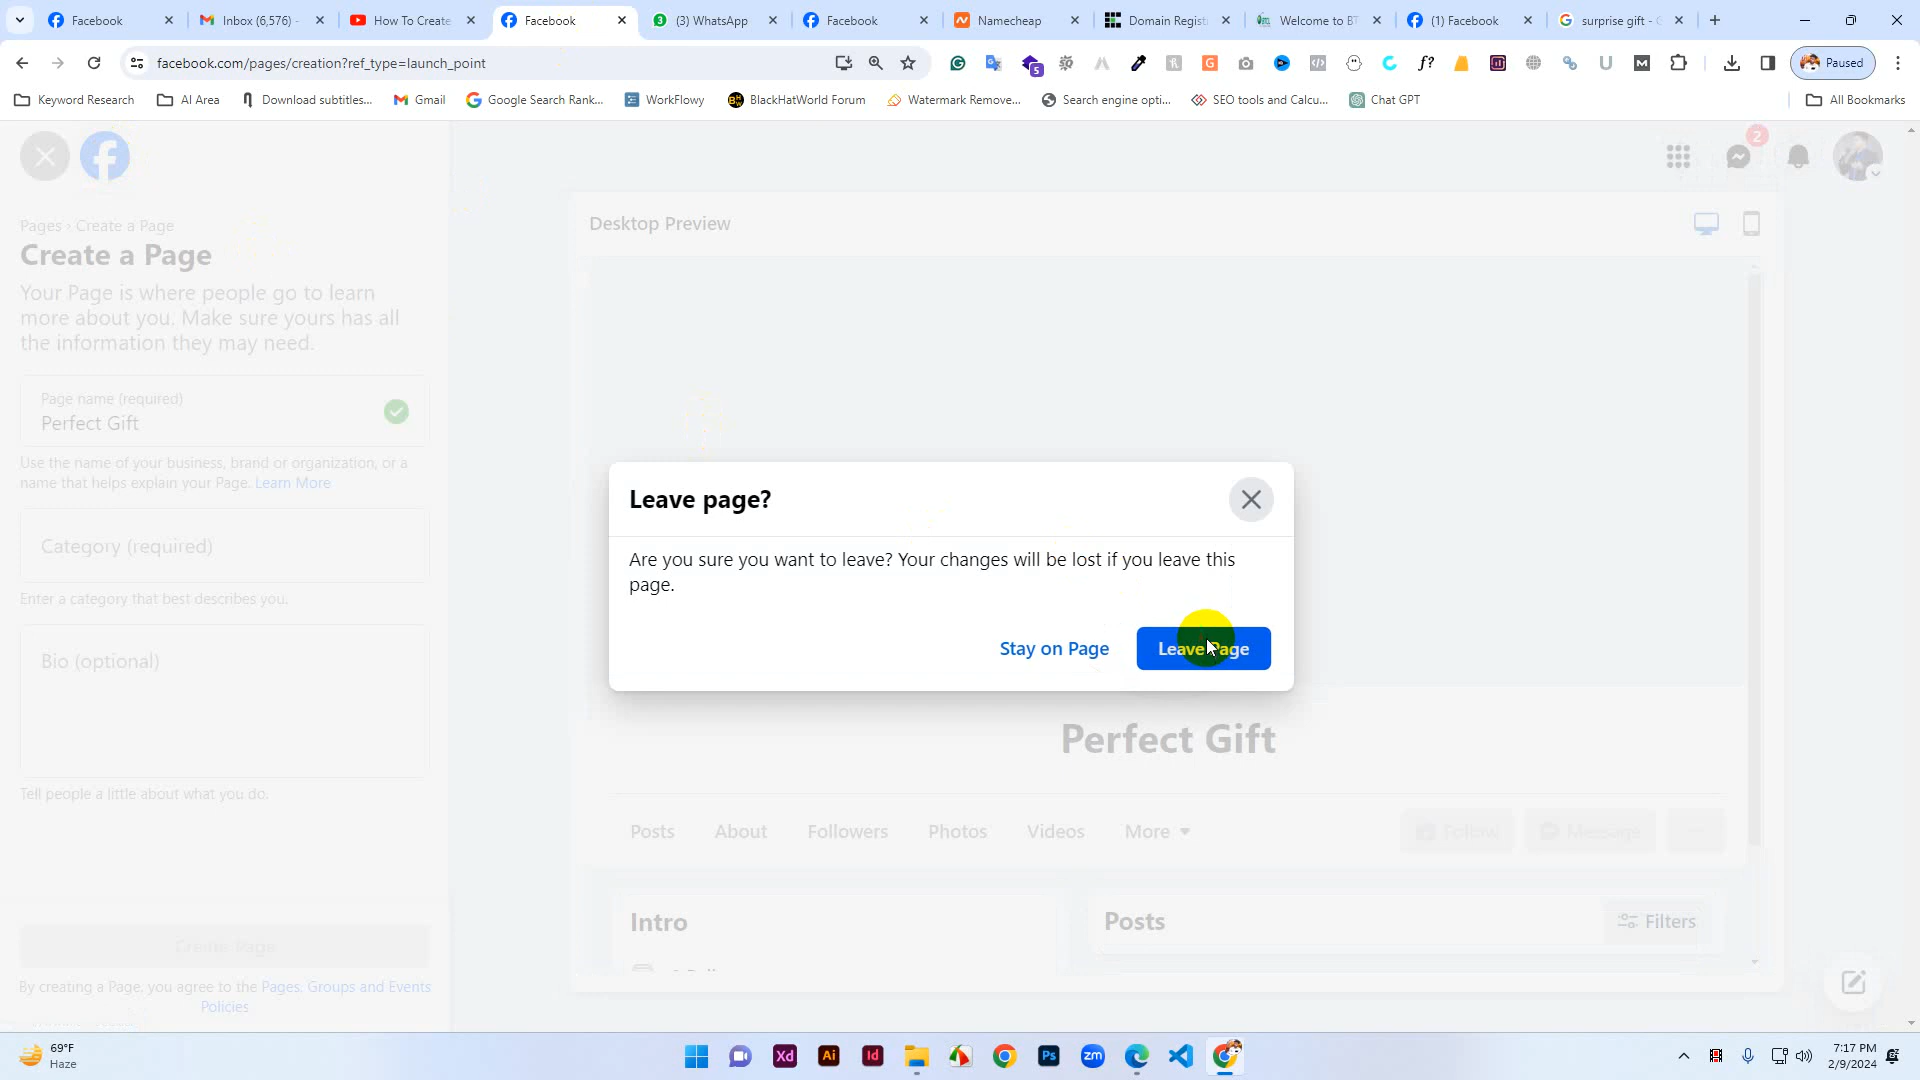 Facebook
Inbox (6,576) -
How To Create
Facebook
(3) WhatsApp
Facebook
Namecheap
Domain Regist
Welcome to BT
(1) Facebook
surprise gift - G
facebook.com/pages/creation?ref_type=launch_point
Paused
Keyword Research
AI Area
Download subtitles...
Gmail
Google Search Rank...
WorkFlowy
BlackHatWorld Forum
Watermark Remove...
Search engine opti...
SEO tools and Calcu...
Chat GPT
All Bookmarks
2
Pages › Create a Page
Create a Page
Your Page is where people go to learn
more about you. Make sure yours has all
the information they may need.
Page name (required)
Perfect Gift
Use the name of your business, brand or organization, or a
name that helps explain your Page. Learn More
Category (required)
Enter a category that best describes you.
Bio (optional)
Tell people a little about what you do.
Create Page
By creating a Page, you agree to the Pages, Groups and Events
Policies
Desktop Preview
Leave page?
Are you sure you want to leave? Your changes will be lost if you leave this
page.
Stay on Page
Leave Page
Perfect Gift
Posts
About
Followers
Photos
Videos
More
Follow
Message
Intro
Posts
Filters
69°F
Haze
Xd
Ai
Id
Ps
zm
7:17 PM
2/9/2024